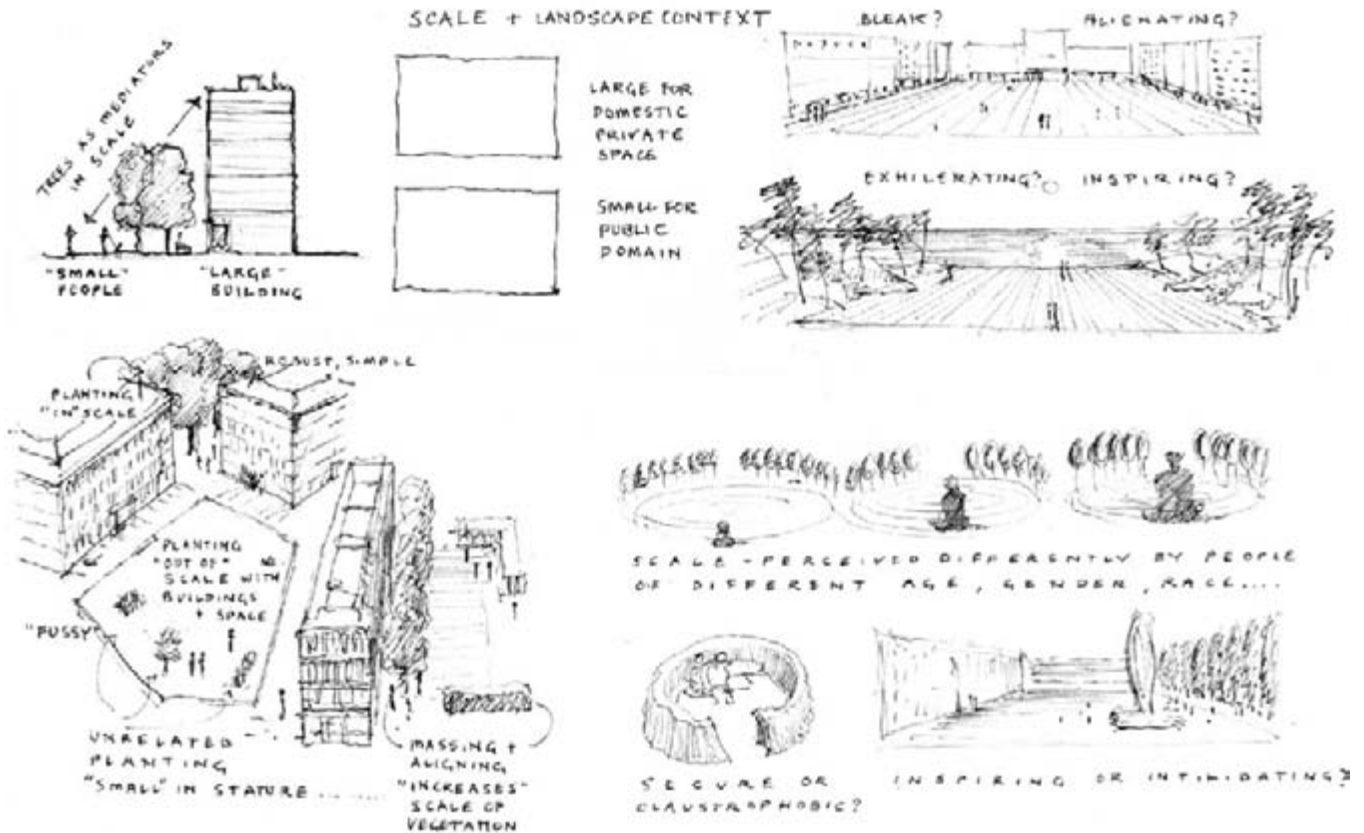 SCALE + LANDSCAPE CONTEXT
TREES AS MEDIATORS
IN SCALE
"SMALL"
PEOPLE
"LARGE"
BUILDING
LARGE FOR
DOMESTIC
PRIVATE
SPACE
SMALL FOR
PUBLIC
DOMAIN
BLEAK?
ALIENATING?
EXHILERATING? INSPIRING?
ROBUST, SIMPLE
PLANTING
"IN" SCALE
PLANTING
"OUT OF"
SCALE WITH
BUILDINGS
+ SPACE
"FUSSY"
UNRELATED
PLANTING
"SMALL" IN STATURE .......
MASSING +
ALIGNING
"INCREASES"
SCALE OF
VEGETATION
SCALE - PERCEIVED DIFFERENTLY BY PEOPLE
OF DIFFERENT AGE, GENDER, RACE....
SECURE OR
CLAUSTROPHOBIC?
INSPIRING OR INTIMIDATING?